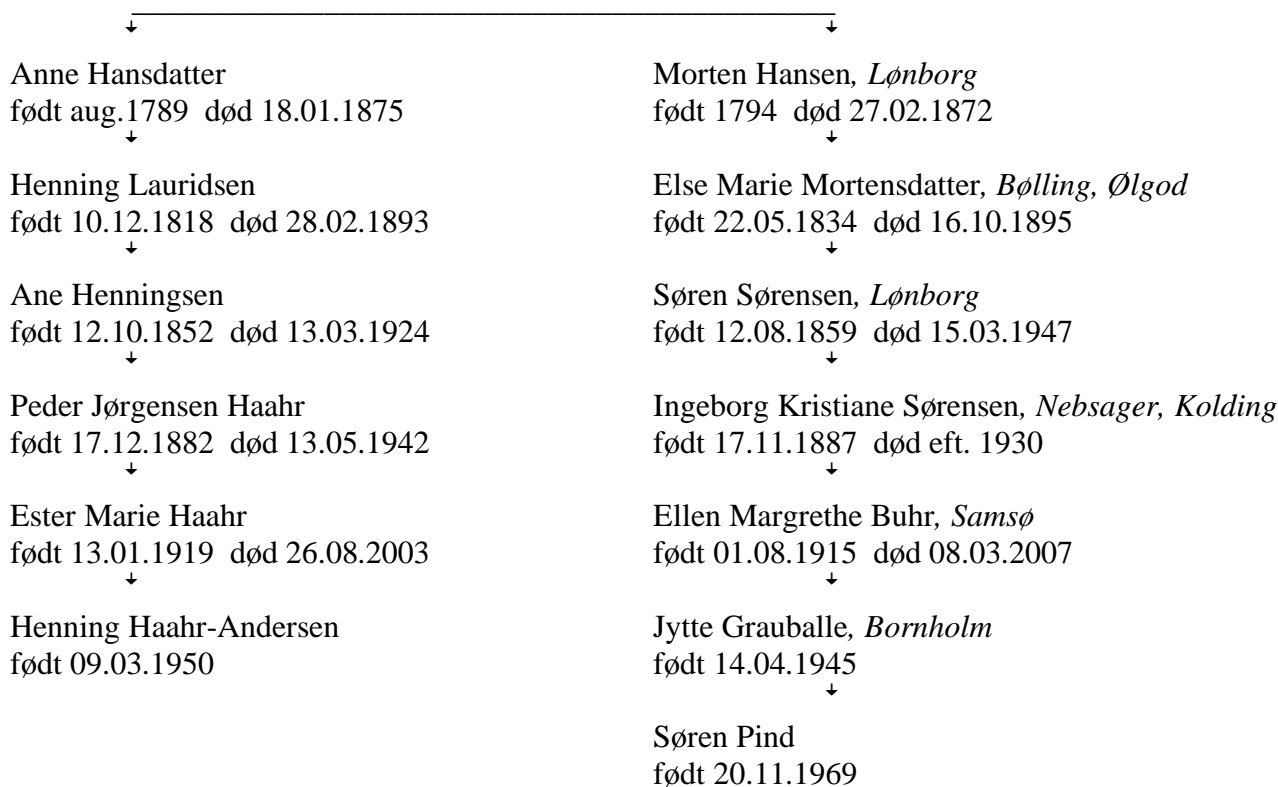 Anne Hansdatter
født aug.1789  død 18.01.1875
Henning Lauridsen
født 10.12.1818  død 28.02.1893
Ane Henningsen
født 12.10.1852  død 13.03.1924
Peder Jørgensen Haahr
født 17.12.1882  død 13.05.1942
Ester Marie Haahr
født 13.01.1919  død 26.08.2003
Henning Haahr-Andersen
født 09.03.1950
Morten Hansen, Lønborg
født 1794  død 27.02.1872
Else Marie Mortensdatter, Bølling, Ølgod
født 22.05.1834  død 16.10.1895
Søren Sørensen, Lønborg
født 12.08.1859  død 15.03.1947
Ingeborg Kristiane Sørensen, Nebsager, Kolding
født 17.11.1887  død eft. 1930
Ellen Margrethe Buhr, Samsø
født 01.08.1915  død 08.03.2007
Jytte Grauballe, Bornholm
født 14.04.1945
Søren Pind
født 20.11.1969